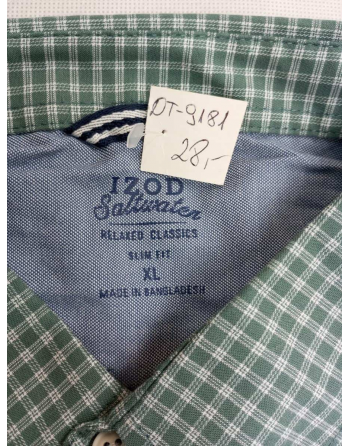 DT-9181
28,-
IZOD
Saltwater
RELAXED CLASSICS
SLIM FIT
XL
MADE IN BANGLADESH